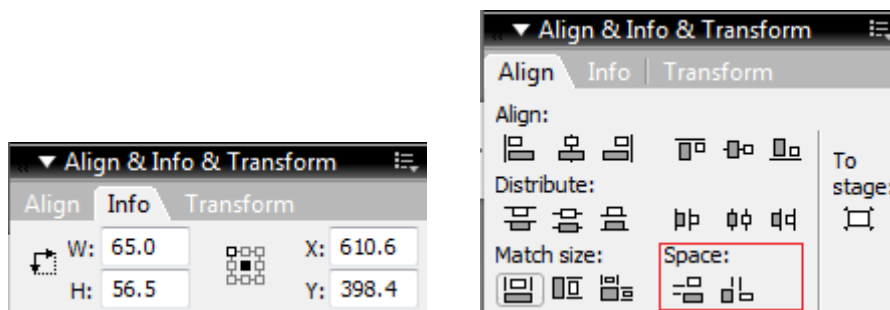 Align & Info & Transform
Align Info Transform
W: 65.0 X: 610.6
H: 56.5 Y: 398.4
Align & Info & Transform
Align Info Transform
Align:
To
stage:
Distribute:
Match size: Space: